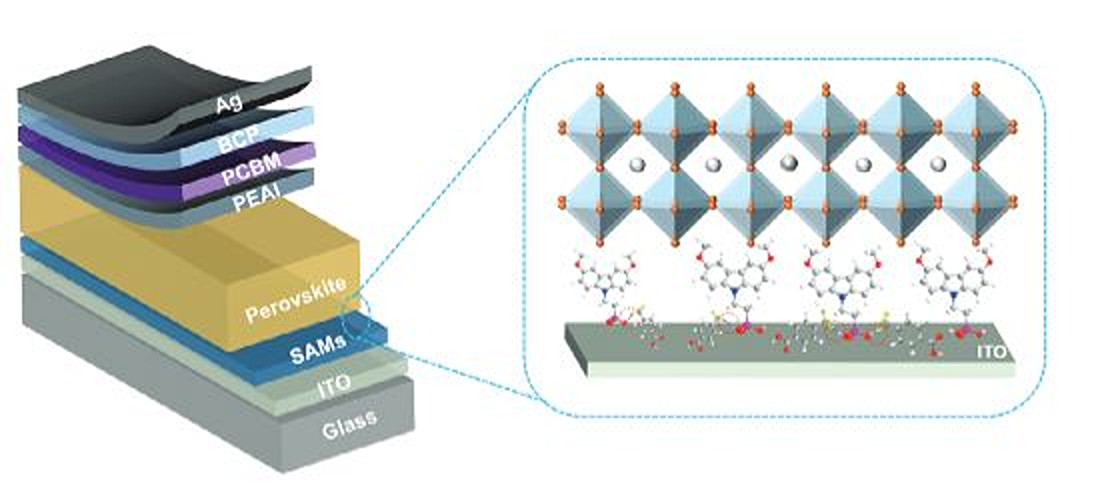 Ag
BCP
PCBM
PEAI
Perovskite
SAMs
ITO
Glass
ITO